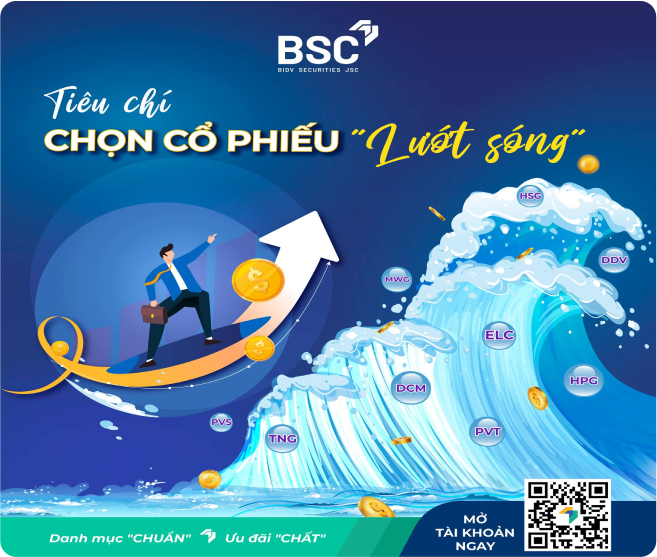 BSC
BIDV SECURITIES JSC
Tiêu chí
CHỌN CỔ PHIẾU "Lướt sóng"
HSG
DDV
MWG
ELC
HPG
DCM
PVS
TNG
PVT
MỞ
TÀI KHOẢN
NGAY
Danh mục "CHUẨN" Ưu đãi "CHẤT"